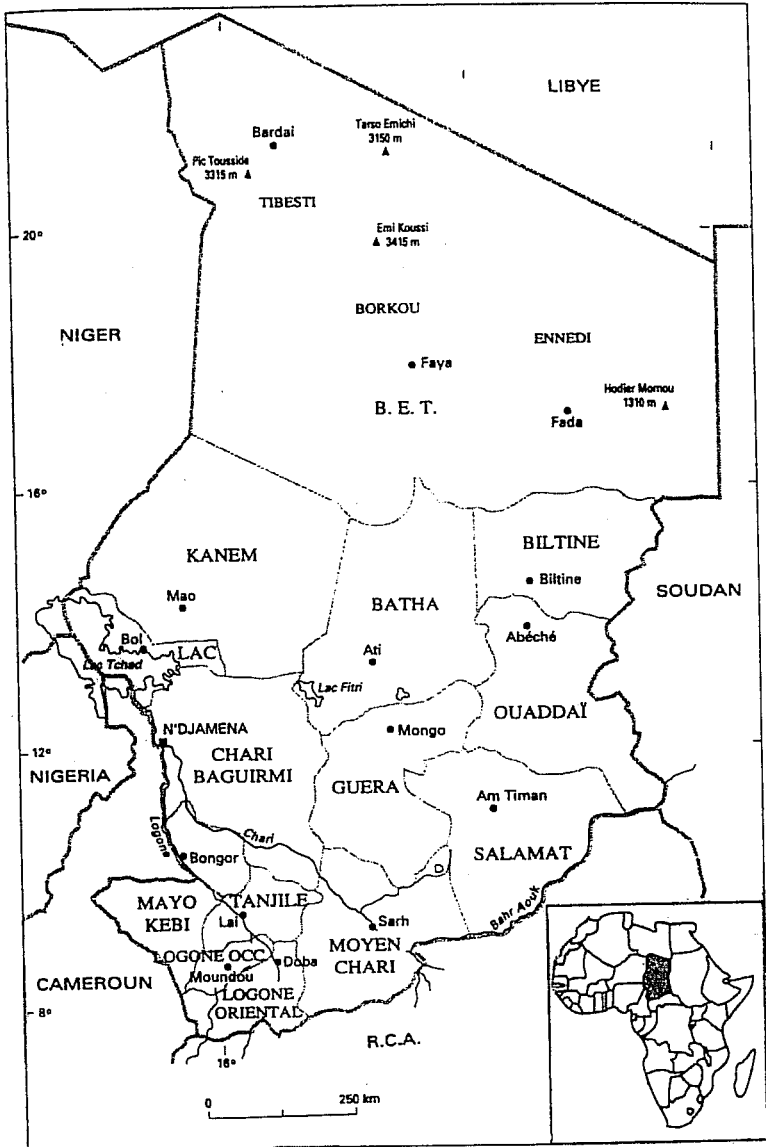 LIBYE
Bardai
Tarso Emichi
3150 m
Pic Tousside
3315 m
TIBESTI
Emi Koussi
3415 m
20°
BORKOU
NIGER
ENNEDI
Faya
Hodier Mornou
1310 m
B. E. T.
Fada
16°
KANEM
BILTINE
Biltine
SOUDAN
Mao
BATHA
Abéché
Bol
LAC
Lac Tchad
Ati
Lac Fitri
OUADDAÏ
N'DJAMENA
Mongo
12°
CHARI
BAGUIRMI
NIGERIA
GUERA
Am Timan
Logone
Chari
SALAMAT
Bongor
D
MAYO
KEBI
TANJILE
Lai
Sarh
Bahr Aouk
LOGONE OCC.
Doba
MOYEN
CHARI
Moundou
CAMEROUN
LOGONE
ORIENTAL
8°
R.C.A.
16°
0
250 km